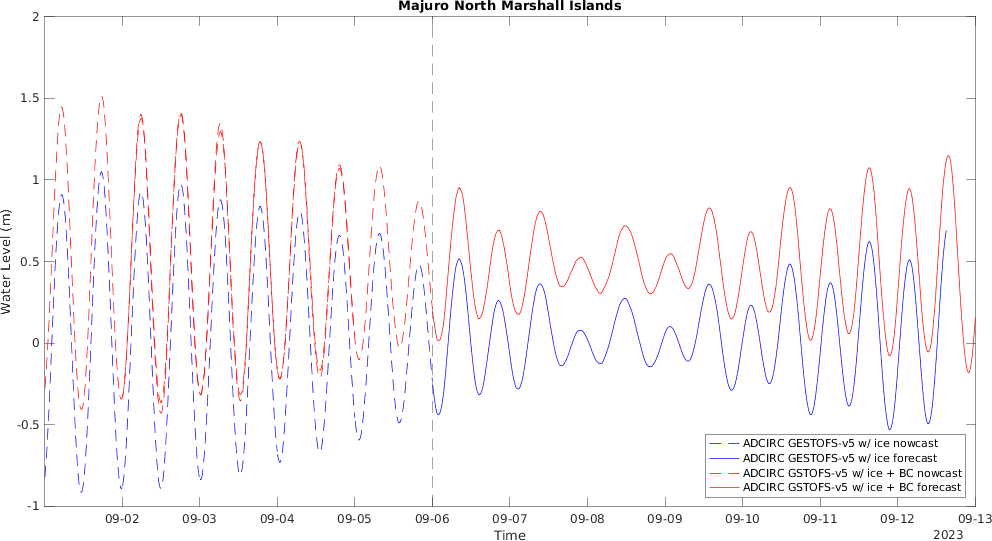 Majuro North Marshall Islands
2
1.5
1
0.5
0
-0.5
-1
Water Level (m)
09-02
09-03
09-04
09-05
09-06
09-07
09-08
09-09
09-10
09-11
09-12
09-13
Time
2023
ADCIRC GESTOFS-v5 w/ ice nowcast
ADCIRC GESTOFS-v5 w/ ice forecast
ADCIRC GSTOFS-v5 w/ ice + BC nowcast
ADCIRC GSTOFS-v5 w/ ice + BC forecast